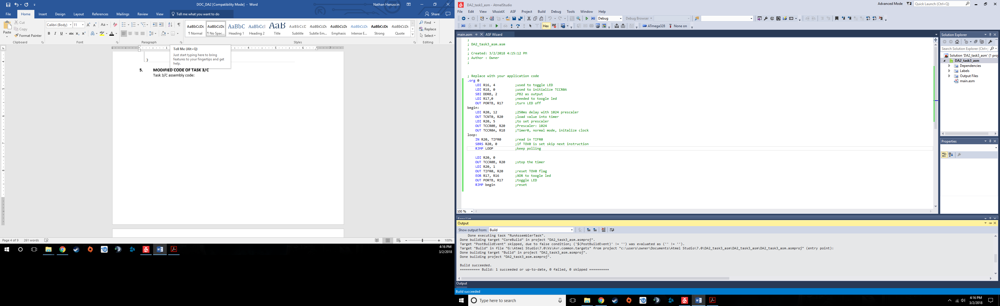 DOC_DA2 [Compatibility Mode] - Word
Nathan Hanuscin
File Home Insert Design Layout References Mailings Review View Tell me what you want to do
Share
Paste
Cut
Copy
Format Painter
Calibri (Body) 11
AaBbCcDc AaBbCcDc AaBbC AaBbCcI AaB AaBbCcD AaBbCcDc AaBbCcDc AaBbCcDc AaBbCcDc AaBbCcDc
¶ Normal ¶ No Spac... Heading 1 Heading 2 Title Subtitle Subtle Em... Emphasis Intense E... Strong Quote
Find
Replace
Select
Clipboard Font Paragraph Styles Editing
Tell Me (Alt+Q)
Just start typing here to bring
features to your fingertips and get
help.
}
5. MODIFIED CODE OF TASK 3/C
Task 3/C assembly code:
Page 4 of 9 261 words
100%
4:16 PM
3/2/2018
DA2_task3_asm - AtmelStudio
Advanced Mode 2 Quick Launch (Ctrl+Q)
File Edit View VAssistX ASF Project Build Debug Tools Window Help
Debug Debug Browser
Hex ATmega328 None on
main.asm ASF Wizard
;
; DA2_task3_asm.asm
;
; Created: 3/2/2018 4:15:12 PM
; Author : Owner
;
; Replace with your application code
.org 0
LDI R16, 4 ;used to toggle LED
LDI R18, 0 ;used to initialize TCCR0A
SBI DDRB, 2 ;PB2 as output
LDI R17,0 ;needed to toogle led
OUT PORTB, R17 ;turn LED off
begin:
LDI R20, 12 ;250ms delay with 1024 prescaler
OUT TCNT0, R20 ;load value into timer
LDI R20, 5 ;to set prescaler
OUT TCCR0B, R20 ;Prescaler: 1024
OUT TCCR0A, R18 ;Timer0, normal mode, initalize clock
loop:
IN R20, TIFR0 ;read in TIFR0
SBRS R20, 0 ;if TOV0 is set skip next instruction
RJMP LOOP ;keep polling
LDI R20, 0
OUT TCCR0B, R20 ;stop the timer
LDI R20, 1
OUT TIFR0, R20 ;reset TOV0 flag
EOR R17, R16 ;XOR to toogle led
OUT PORTB, R17 ;toggle LED
RJMP begin ;reset
100 %
Solution Explorer
Search Solution Explorer (Ctrl+;
Solution 'DA2_task3_asm' (1 proj
DA2_task3_asm
Dependencies
Labels
Output Files
main.asm
Properties
Error List
Output
Show output from: Build
Done executing task "RunAssemblerTask".
Done building target "CoreBuild" in project "DA2_task3_asm.asmproj".
Target "PostBuildEvent" skipped, due to false condition; ('$(PostBuildEvent)' != '') was evaluated as ('' != '').
Target "Build" in file "G:\Atmel Studio\7.0\Vs\Avr.common.targets" from project "c:\users\owner\Documents\Atmel Studio\7.0\DA2_task3_asm\DA2_task3_asm\DA2_task3_asm.asmproj" (entry point):
Done building target "Build" in project "DA2_task3_asm.asmproj".
Done building project "DA2_task3_asm.asmproj".
Build succeeded.
========== Build: 1 succeeded or up-to-date, 0 failed, 0 skipped ==========
Output
Build succeeded
Type here to search
4:16 PM
3/2/2018